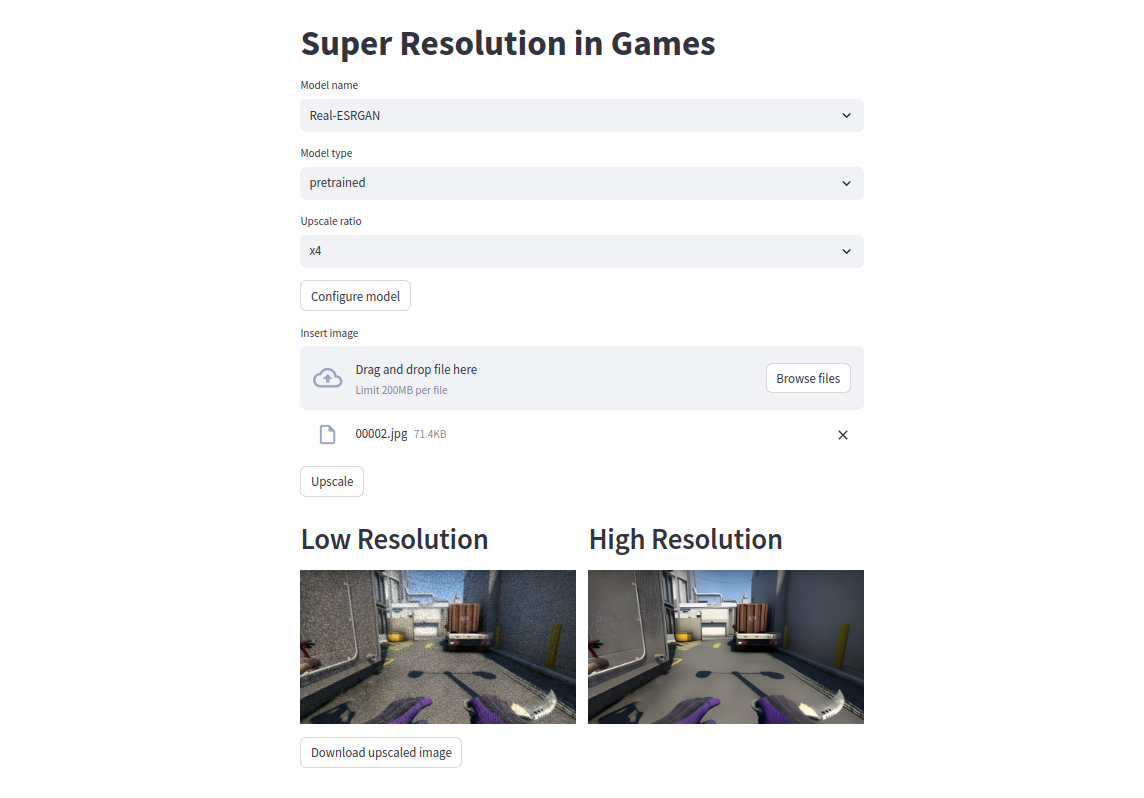 Super Resolution in Games
Model name
Real-ESRGAN
Model type
pretrained
Upscale ratio
x4
Configure model
Insert image
Drag and drop file here
Limit 200MB per file
Browse files
00002.jpg 71.4KB
Upscale
Low Resolution
High Resolution
Download upscaled image